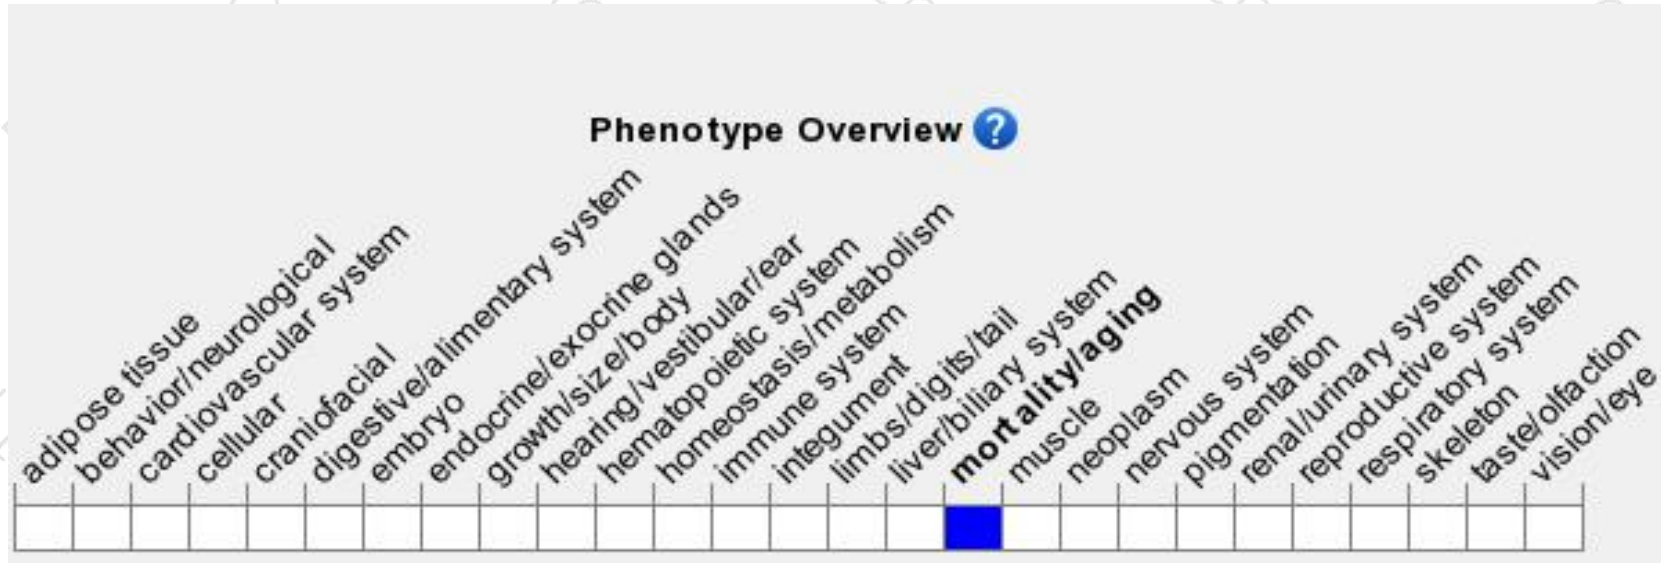 Phenotype Overview ?
adipose tissue
behavior/neurological
cardiovascular system
cellular
craniofacial
digestive/alimentary system
embryo
endocrine/exocrine glands
growth/size/body
hearing/vestibular/ear
hematopoietic system
homeostasis/metabolism
immune system
integument
limbs/digits/tail
liver/biliary system
mortality/aging
muscle
neoplasm
nervous system
pigmentation
renal/urinary system
reproductive system
respiratory system
skeleton
taste/olfaction
vision/eye